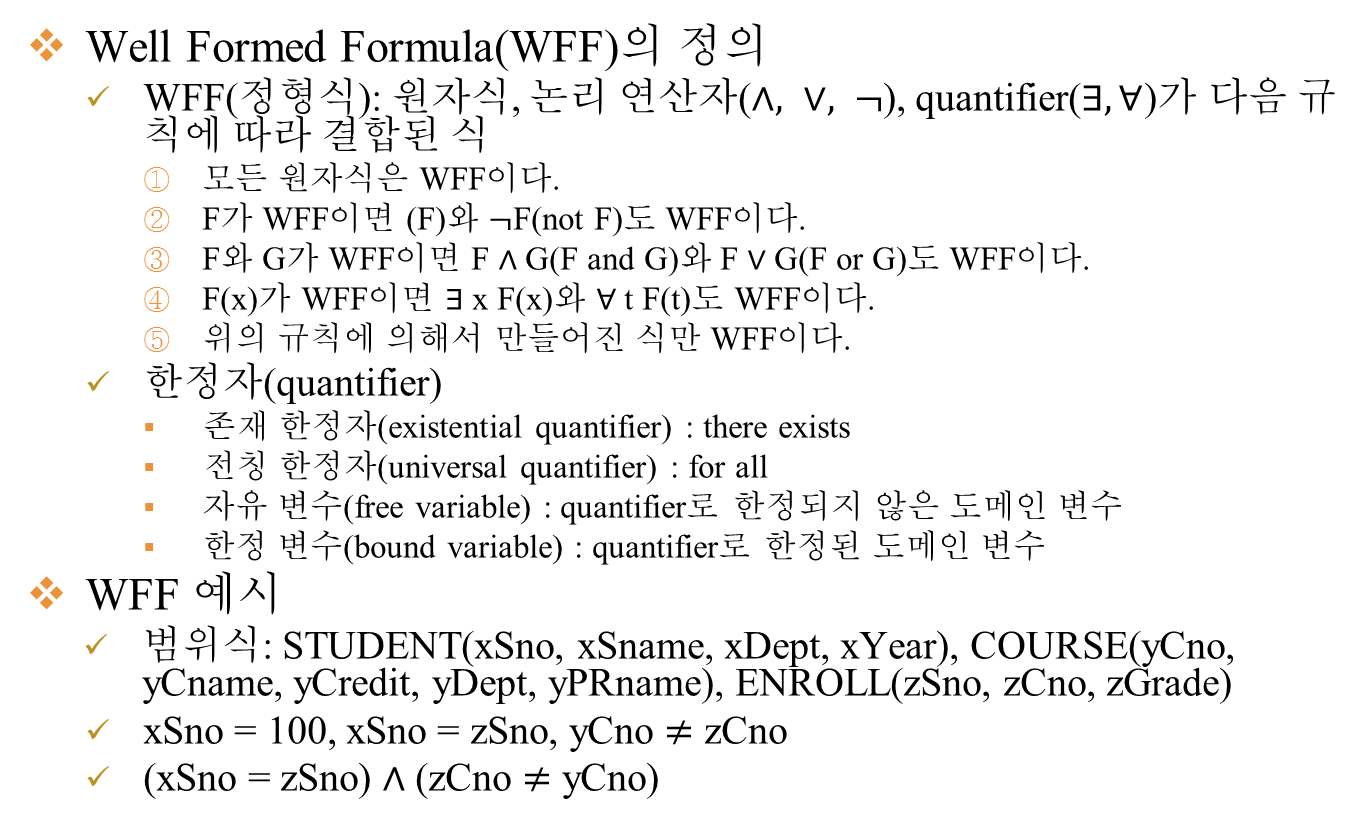 ❖ Well Formed Formula(WFF)의 정의
✓ WFF(정형식): 원자식, 논리 연산자(∧, ∨, ¬), quantifier(∃, ∀)가 다음 규
칙에 따라 결합된 식
① 모든 원자식은 WFF이다.
② F가 WFF이면 (F)와 ¬F(not F)도 WFF이다.
③ F와 G가 WFF이면 F ∧ G(F and G)와 F ∨ G(F or G)도 WFF이다.
④ F(x)가 WFF이면 ∃ x F(x)와 ∀ t F(t)도 WFF이다.
⑤ 위의 규칙에 의해서 만들어진 식만 WFF이다.
✓ 한정자(quantifier)
▪ 존재 한정자(existential quantifier) : there exists
▪ 전칭 한정자(universal quantifier) : for all
▪ 자유 변수(free variable) : quantifier로 한정되지 않은 도메인 변수
▪ 한정 변수(bound variable) : quantifier로 한정된 도메인 변수
❖ WFF 예시
✓ 범위식: STUDENT(xSno, xSname, xDept, xYear), COURSE(yCno,
yCname, yCredit, yDept, yPRname), ENROLL(zSno, zCno, zGrade)
✓ xSno = 100, xSno = zSno, yCno ≠ zCno
✓ (xSno = zSno) ∧ (zCno ≠ yCno)